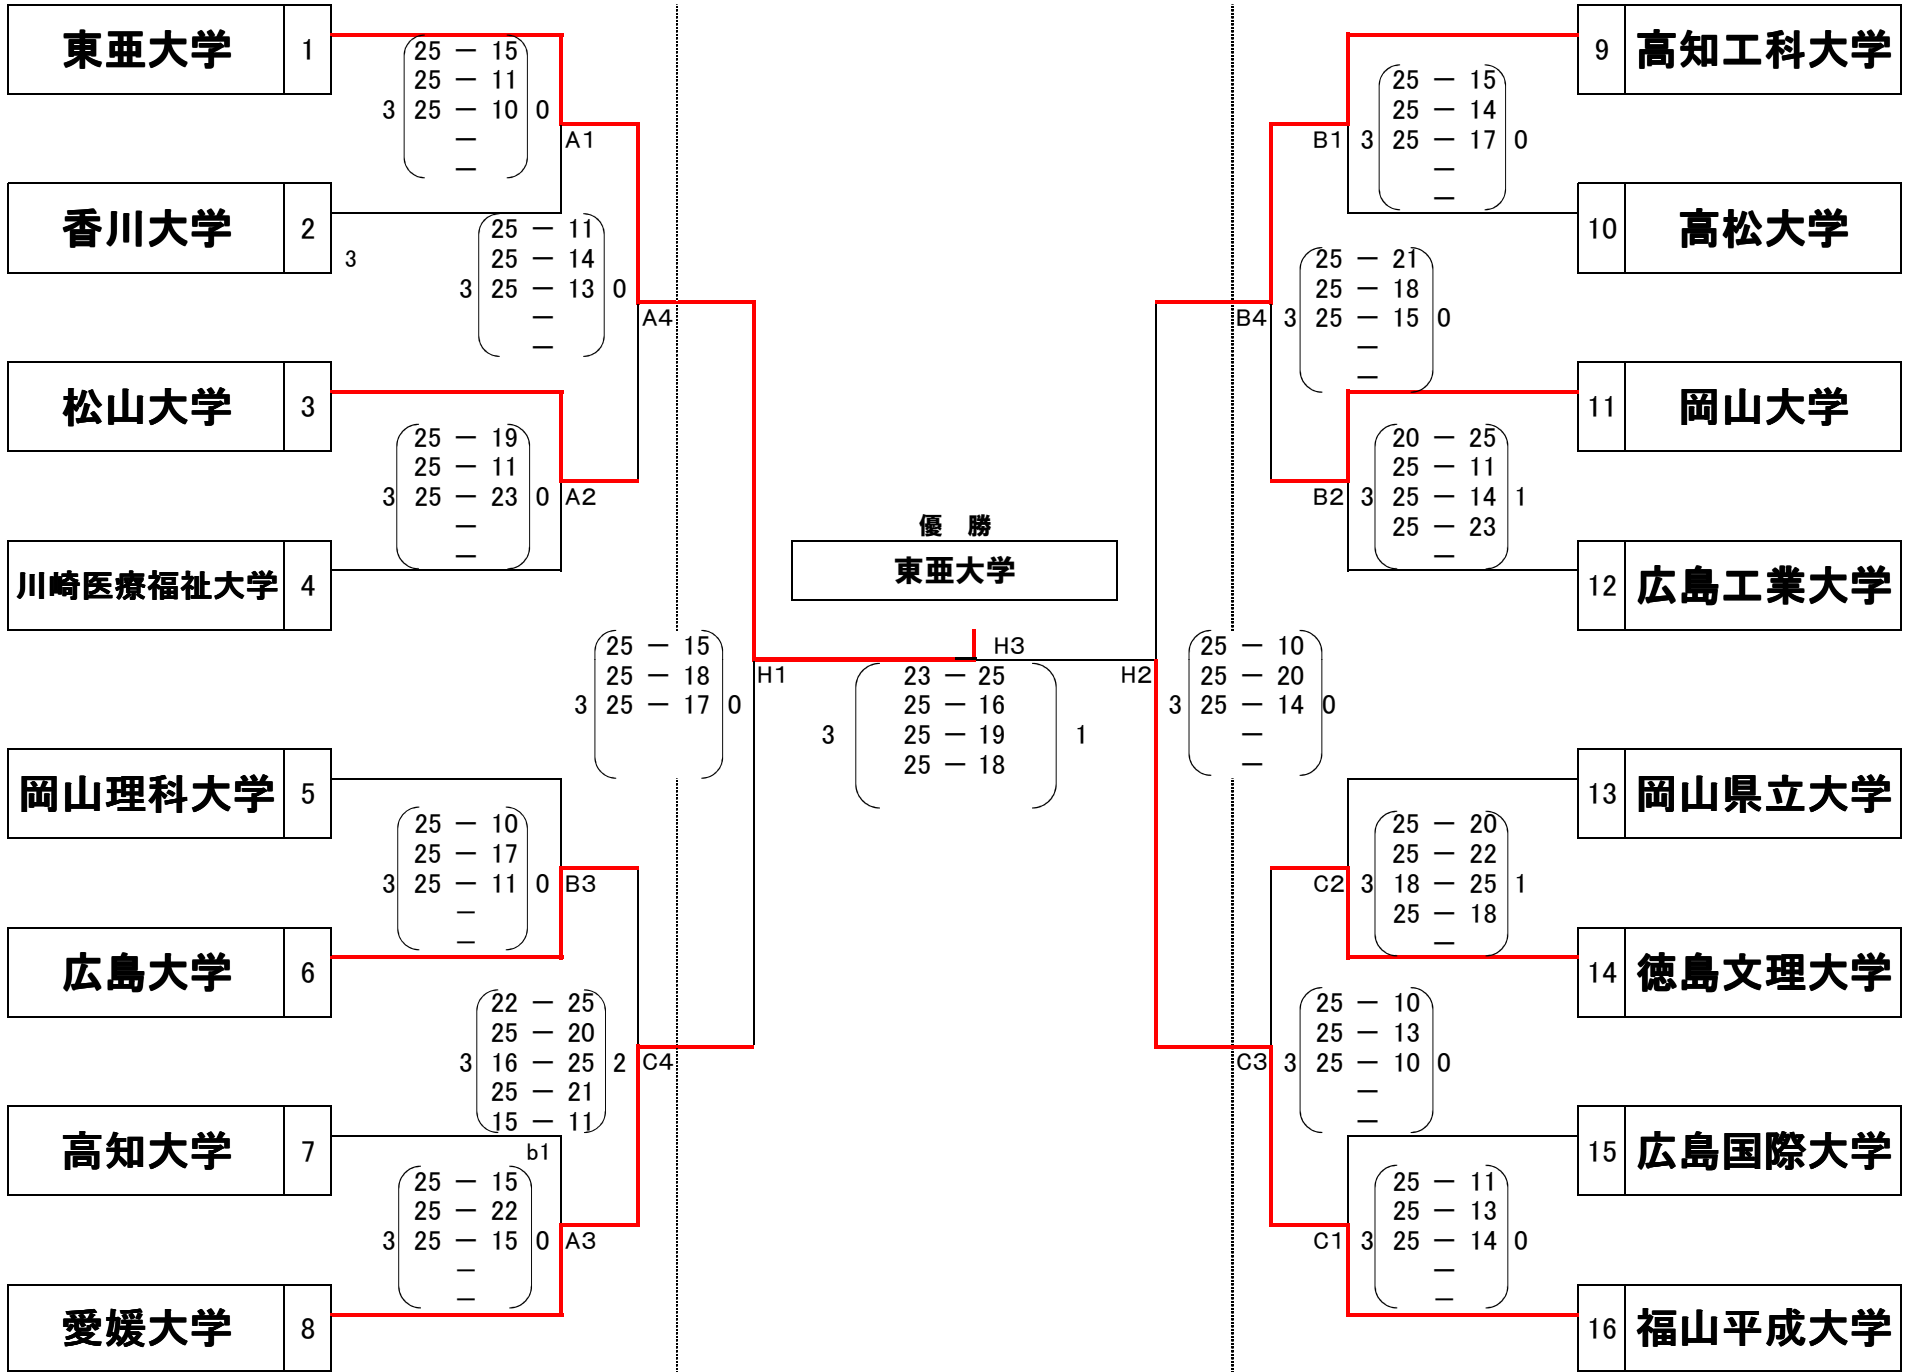 東亜大学 1
25 － 15
25 － 11
3 25 － 10 0
－
－
A1
香川大学 2
3
25 － 11
25 － 14
3 25 － 13 0
－
－
A4
松山大学 3
25 － 19
25 － 11
3 25 － 23 0
－
－
A2
川崎医療福祉大学 4
25 － 15
25 － 18
3 25 － 17 0
H1
岡山理科大学 5
25 － 10
25 － 17
3 25 － 11 0
－
－
B3
広島大学 6
22 － 25
25 － 20
3 16 － 25 2
25 － 21
15 － 11
C4
高知大学 7
b1
25 － 15
25 － 22
3 25 － 15 0
－
－
A3
愛媛大学 8
優 勝
東亜大学
H3
23 － 25
25 － 16
3 25 － 19 1
25 － 18
9 高知工科大学
25 － 15
25 － 14
B1 3 25 － 17 0
－
－
10 高松大学
25 － 21
25 － 18
B4 3 25 － 15 0
－
－
11 岡山大学
20 － 25
25 － 11
B2 3 25 － 14 1
25 － 23
－
12 広島工業大学
25 － 10
H2 25 － 20
3 25 － 14 0
－
－
13 岡山県立大学
25 － 20
25 － 22
C2 3 18 － 25 1
25 － 18
－
14 徳島文理大学
25 － 10
25 － 13
C3 3 25 － 10 0
－
－
15 広島国際大学
25 － 11
25 － 13
C1 3 25 － 14 0
－
－
16 福山平成大学